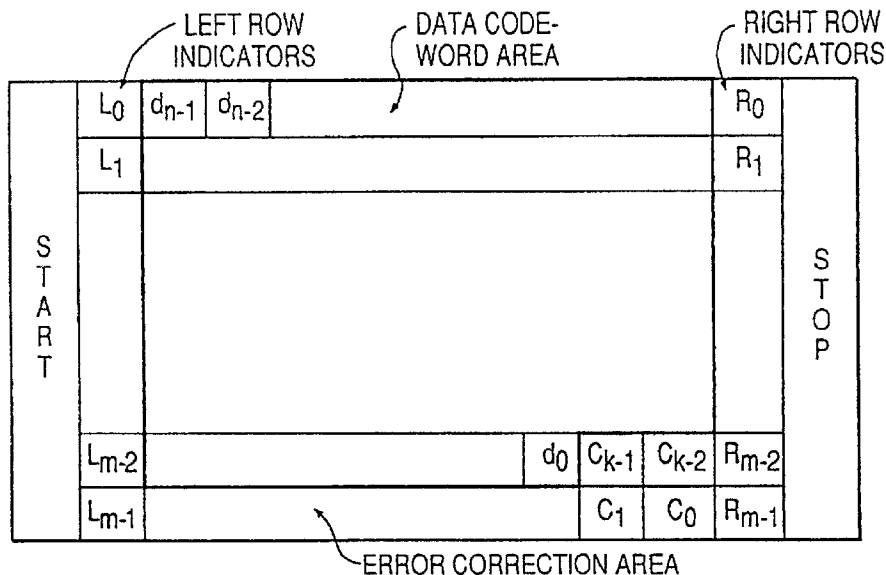 LEFT ROW
INDICATORS
DATA CODE-
WORD AREA
RIGHT ROW
INDICATORS
L0 dn-1 dn-2 R0
L1 R1
START
STOP
Lm-2 d0 Ck-1 Ck-2 Rm-2
Lm-1 C1 C0 Rm-1
ERROR CORRECTION AREA